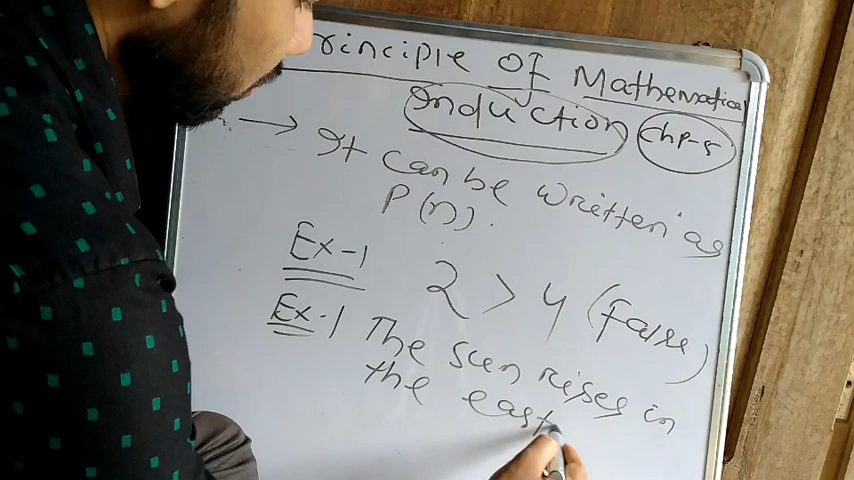 Principle of Mathematical
Induction Chp-5
→ It can be written as
P(n).
Ex-1 2 > 4 (False)
Ex-1 The sun rises in
the east